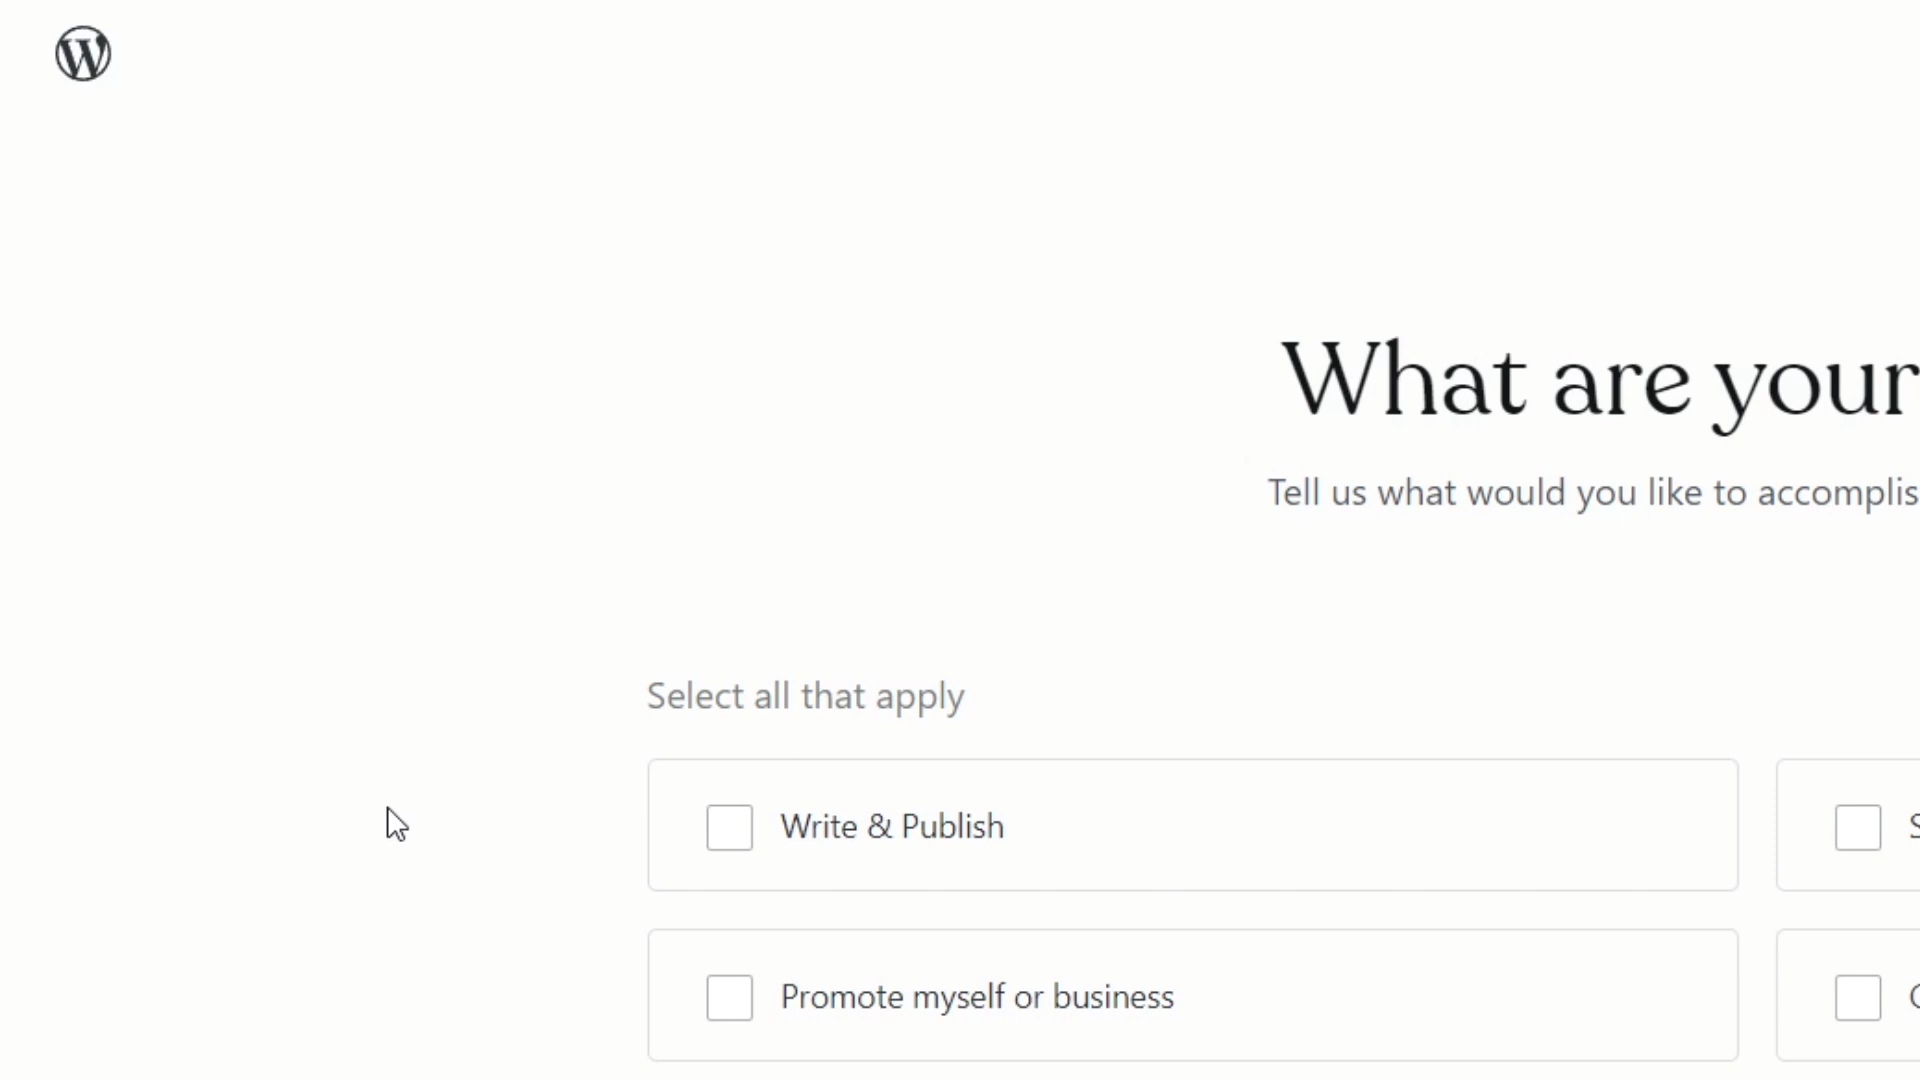 What are your
Tell us what would you like to
Select all that apply
Write & Publish
Promote myself or business